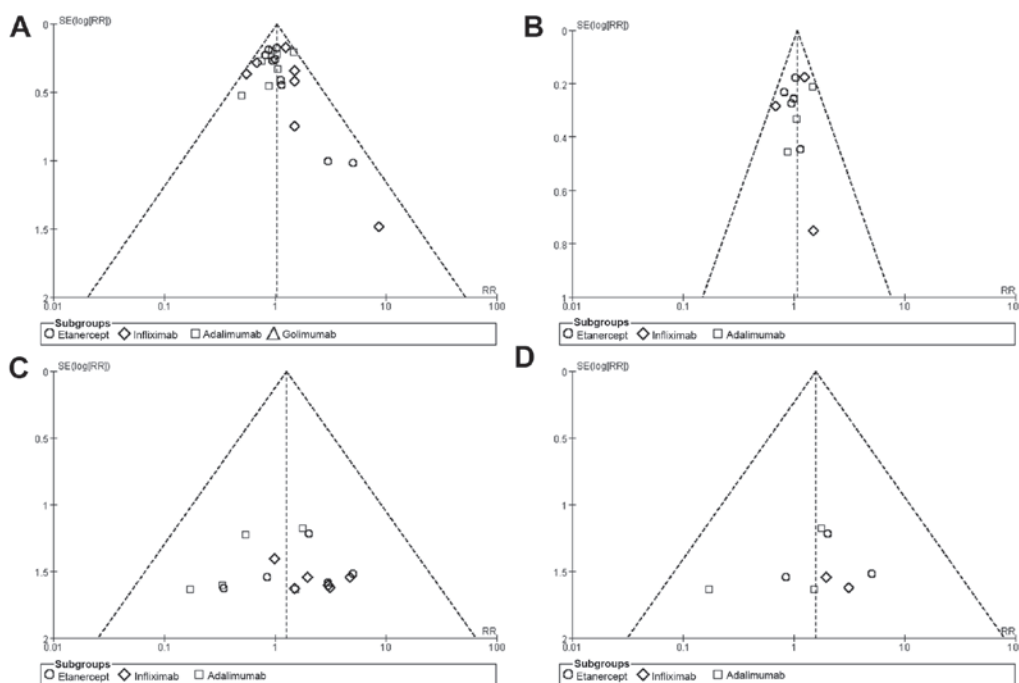 A
SE(log[RR])
0
0.5
1
1.5
2
RR
0.01 0.1 1 10 100
Subgroups
Etanercept Infliximab Adalimumab Golimumab
B
SE(log[RR])
0
0.2
0.4
0.6
0.8
1
RR
0.01 0.1 1 10 100
Subgroups
Etanercept Infliximab Adalimumab
C
SE(log[RR])
0
0.5
1
1.5
2
RR
0.01 0.1 1 10 100
Subgroups
Etanercept Infliximab Adalimumab
D
SE(log[RR])
0
0.5
1
1.5
2
RR
0.01 0.1 1 10 100
Subgroups
Etanercept Infliximab Adalimumab